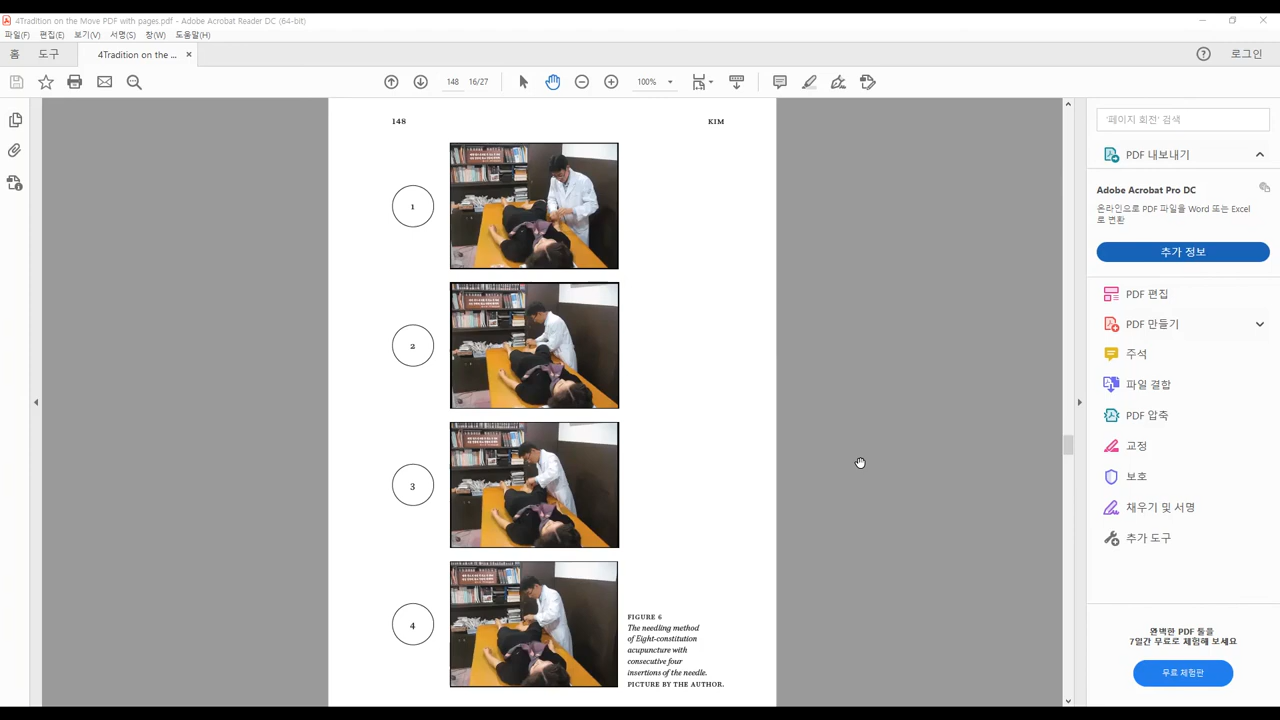 4Tradition on the Move PDF with pages.pdf - Adobe Acrobat Reader DC (64-bit)
파일(F) 편집(E) 보기(V) 서명(S) 창(W) 도움말(H)
홈 도구 4Tradition on the ... × 로그인
148 16/27 100%
148 KIM
1
2
3
4
FIGURE 6
The needling method
of Eight-constitution
acupuncture with
consecutive four
insertions of the needle.
PICTURE BY THE AUTHOR.
'페이지 회전' 검색
PDF 내보내기
Adobe Acrobat Pro DC
온라인으로 PDF 파일을 Word 또는 Excel
로 변환
추가 정보
PDF 편집
PDF 만들기
주석
파일 결합
PDF 압축
교정
보호
채우기 및 서명
추가 도구
완벽한 PDF 툴을
7일간 무료로 체험해 보세요
무료 체험판